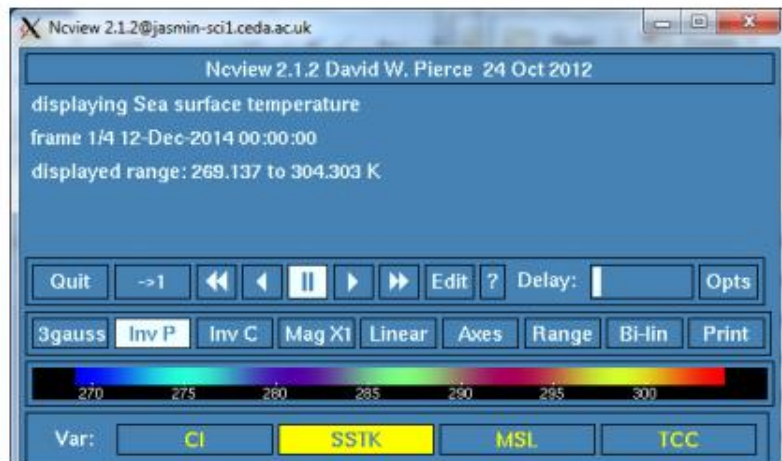 Ncview 2.1.2@jasmin-sci1.ceda.ac.uk
Ncview 2.1.2 David W. Pierce 24 Oct 2012
displaying Sea surface temperature
frame 1/4 12-Dec-2014 00:00:00
displayed range: 269.137 to 304.303 K
Quit ->1 Edit ? Delay: Opts
3gauss Inv P Inv C Mag X1 Linear Axes Range Bi-lin Print
270 275 280 285 290 295 300
Var: CI SSTK MSL TCC